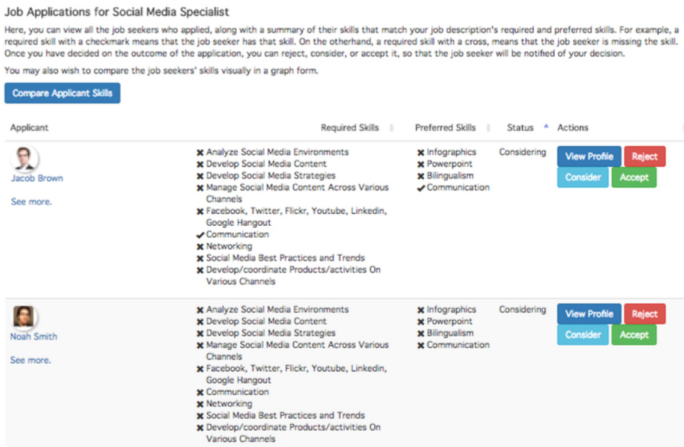 Job Applications for Social Media Specialist
Here, you can view all the job seekers who applied, along with a summary of their skills that match your job description's required and preferred skills. For example, a
required skill with a checkmark means that the job seeker has that skill. On the otherhand, a required skill with a cross, means that the job seeker is missing the skill.
Once you have decided on the outcome of the application, you can reject, consider, or accept it, so that the job seeker will be notified of your decision.
You may also wish to compare the job seekers' skills visually in a graph form.
Compare Applicant Skills
Applicant Required Skills Preferred Skills Status Actions
Jacob Brown
See more.
✖ Analyze Social Media Environments
✖ Develop Social Media Content
✖ Develop Social Media Strategies
✖ Manage Social Media Content Across Various
Channels
✖ Facebook, Twitter, Flickr, Youtube, Linkedin,
Google Hangout
✔ Communication
✖ Networking
✖ Social Media Best Practices and Trends
✖ Develop/coordinate Products/activities On
Various Channels
✖ Infographics
✖ Powerpoint
✖ Bilingualism
✔ Communication
Considering
View Profile Reject
Consider Accept
Noah Smith
See more.
✖ Analyze Social Media Environments
✖ Develop Social Media Content
✖ Develop Social Media Strategies
✖ Manage Social Media Content Across Various
Channels
✖ Facebook, Twitter, Flickr, Youtube, Linkedin,
Google Hangout
✖ Communication
✖ Networking
✖ Social Media Best Practices and Trends
✖ Develop/coordinate Products/activities On
Various Channels
✖ Infographics
✖ Powerpoint
✖ Bilingualism
✖ Communication
Considering
View Profile Reject
Consider Accept